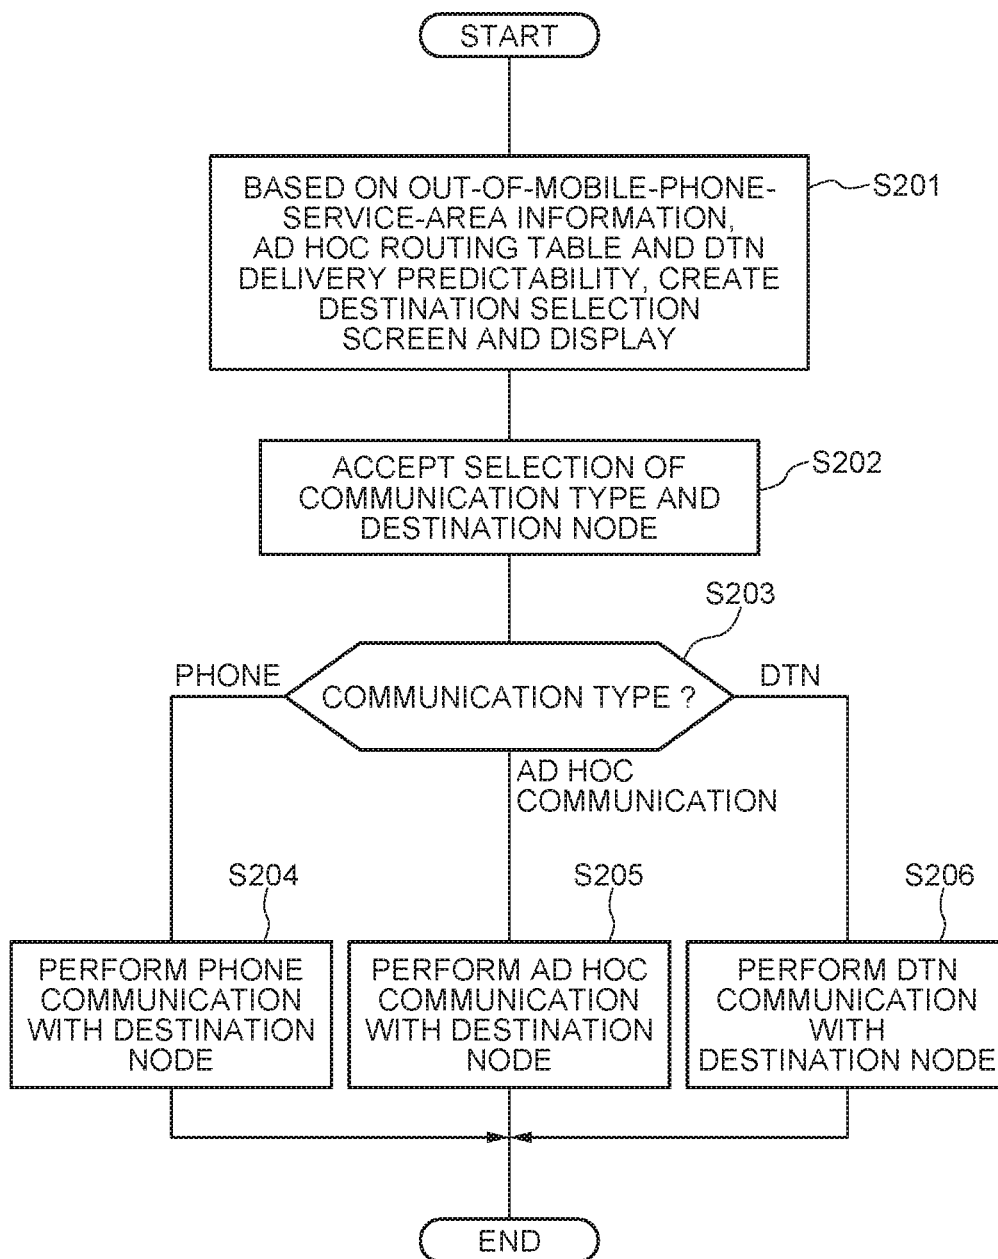 START
BASED ON OUT-OF-MOBILE-PHONE-
SERVICE-AREA INFORMATION,
AD HOC ROUTING TABLE AND DTN
DELIVERY PREDICTABILITY, CREATE
DESTINATION SELECTION
SCREEN AND DISPLAY
S201
ACCEPT SELECTION OF
COMMUNICATION TYPE AND
DESTINATION NODE
S202
S203
COMMUNICATION TYPE ?
PHONE
DTN
AD HOC
COMMUNICATION
S204
PERFORM PHONE
COMMUNICATION
WITH DESTINATION
NODE
S205
PERFORM AD HOC
COMMUNICATION
WITH DESTINATION
NODE
S206
PERFORM DTN
COMMUNICATION
WITH
DESTINATION NODE
END